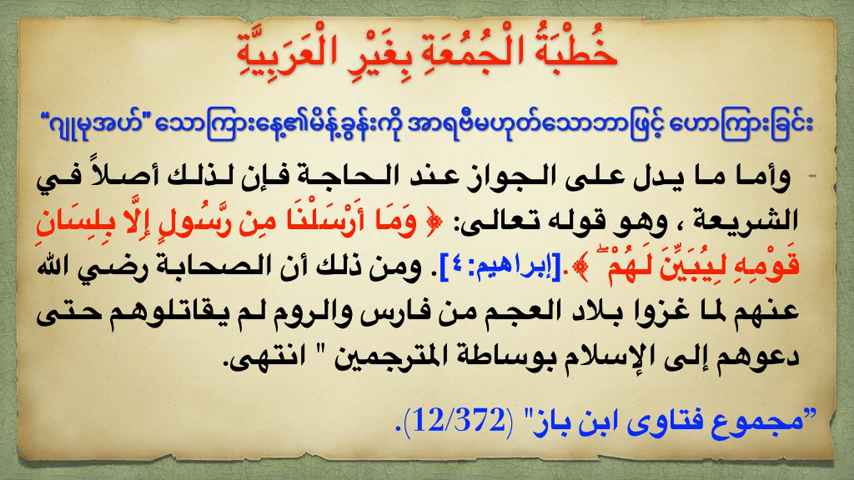 خُطْبَةُ الْجُمُعَةِ بِغَيْرِ الْعَرَبِيَّةِ
“ဂျုမုအဟ်” သောကြာနေ့၏မိန့်ခွန်းကို အာရဗီမဟုတ်သောဘာဖြင့် ဟောကြားခြင်း
- وأما ما يدل على الجواز عند الحاجة فإن لذلك أصلاً في
الشريعة ، وهو قوله تعالى: ﴿ وَمَا أَرْسَلْنَا مِن رَّسُولٍ إِلَّا بِلِسَانِ
قَوْمِهِ لِيُبَيِّنَ لَهُمْ ۖ ﴾.[إبراهيم:٤]. ومن ذلك أن الصحابة رضي الله
عنهم لما غزوا بلاد العجم من فارس والروم لم يقاتلوهم حتى
دعوهم إلى الإسلام بوساطة المترجمين " انتهى.
”مجموع فتاوى ابن باز" (12/372).